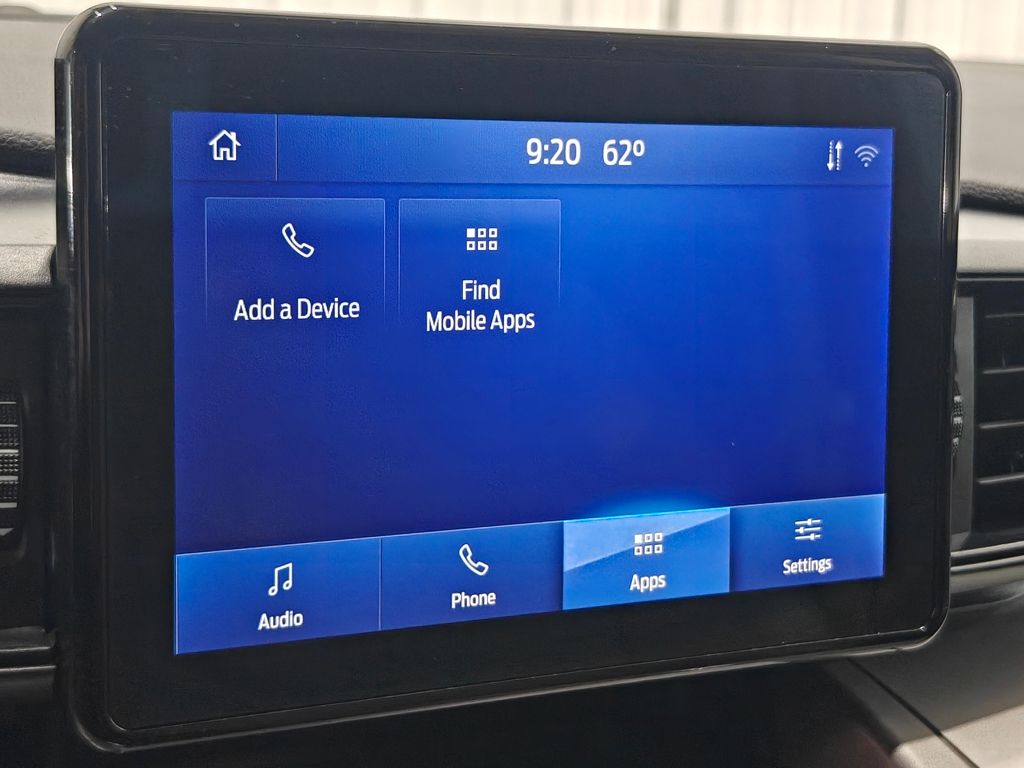 9:20 62º
Add a Device
Find
Mobile Apps
Audio
Phone
Apps
Settings